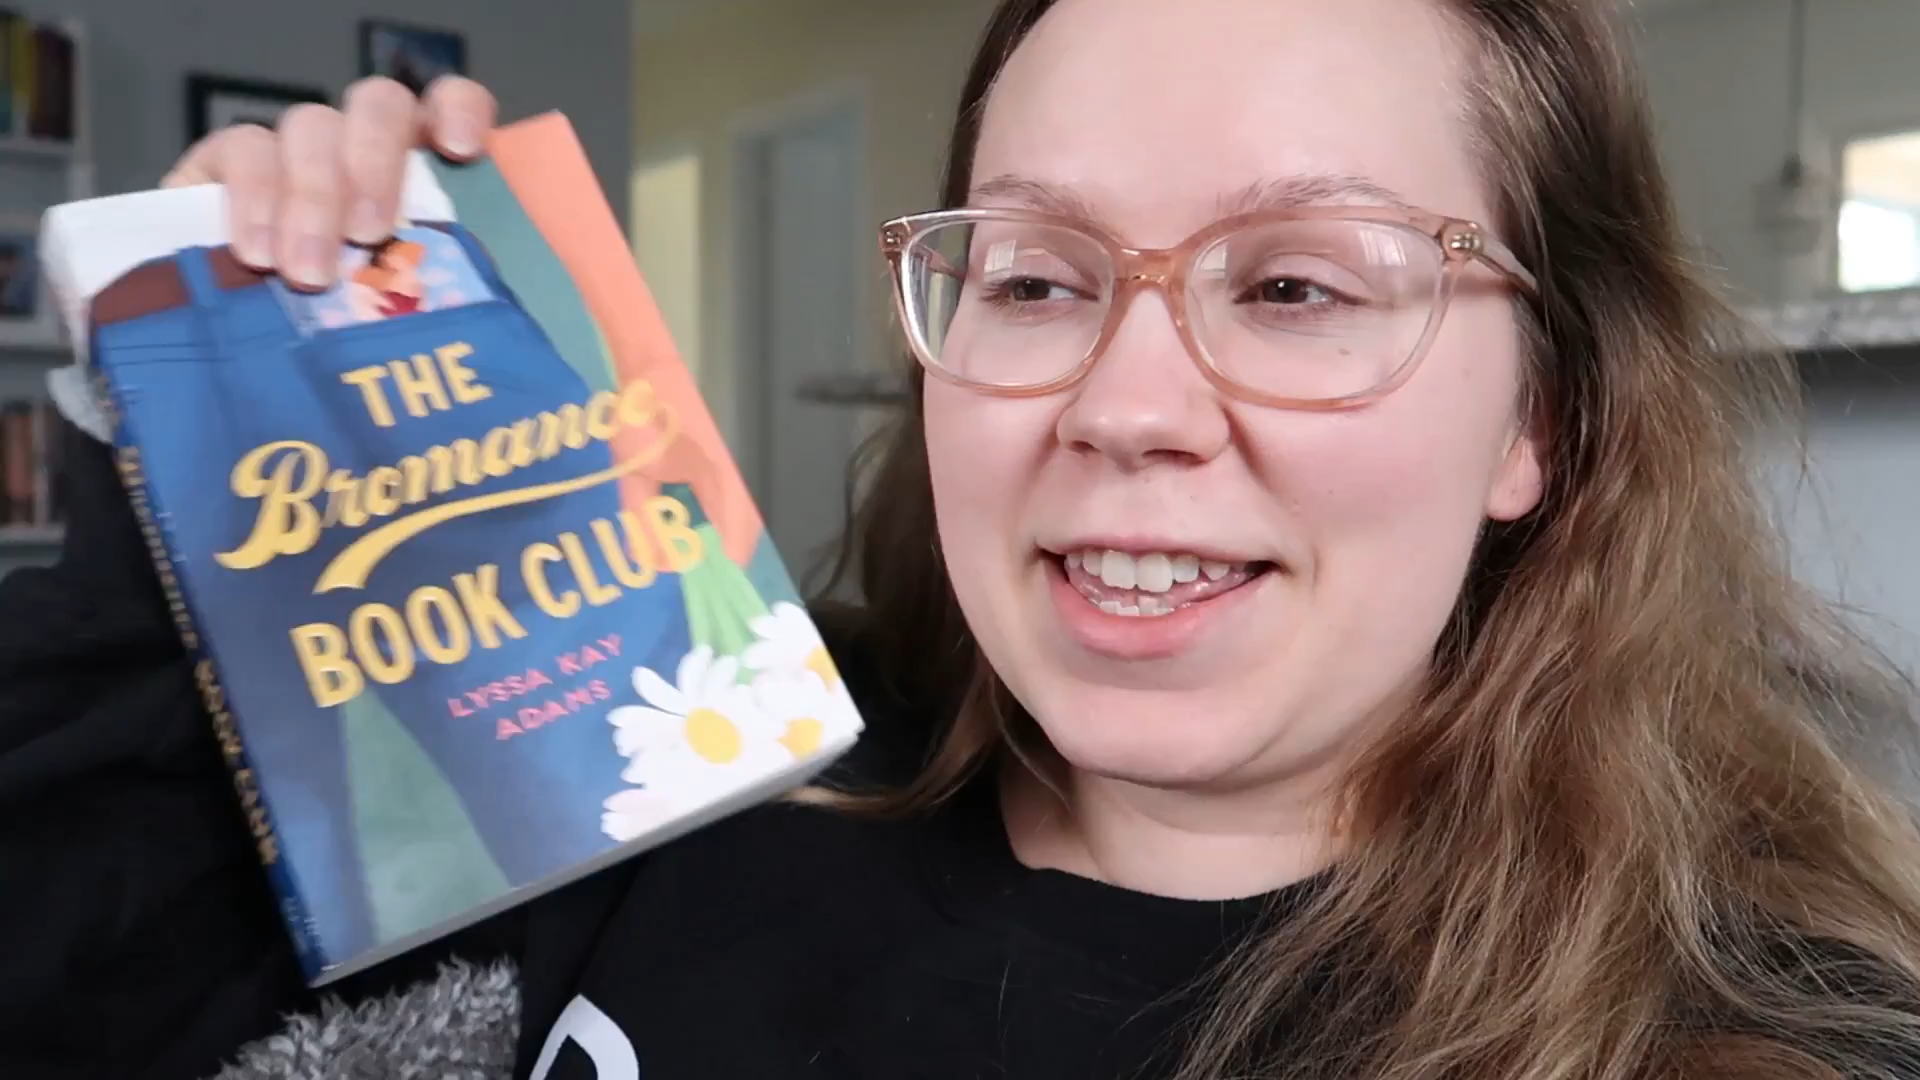 THE
Bromance
BOOK CLUB
LYSSA KAY
ADAMS